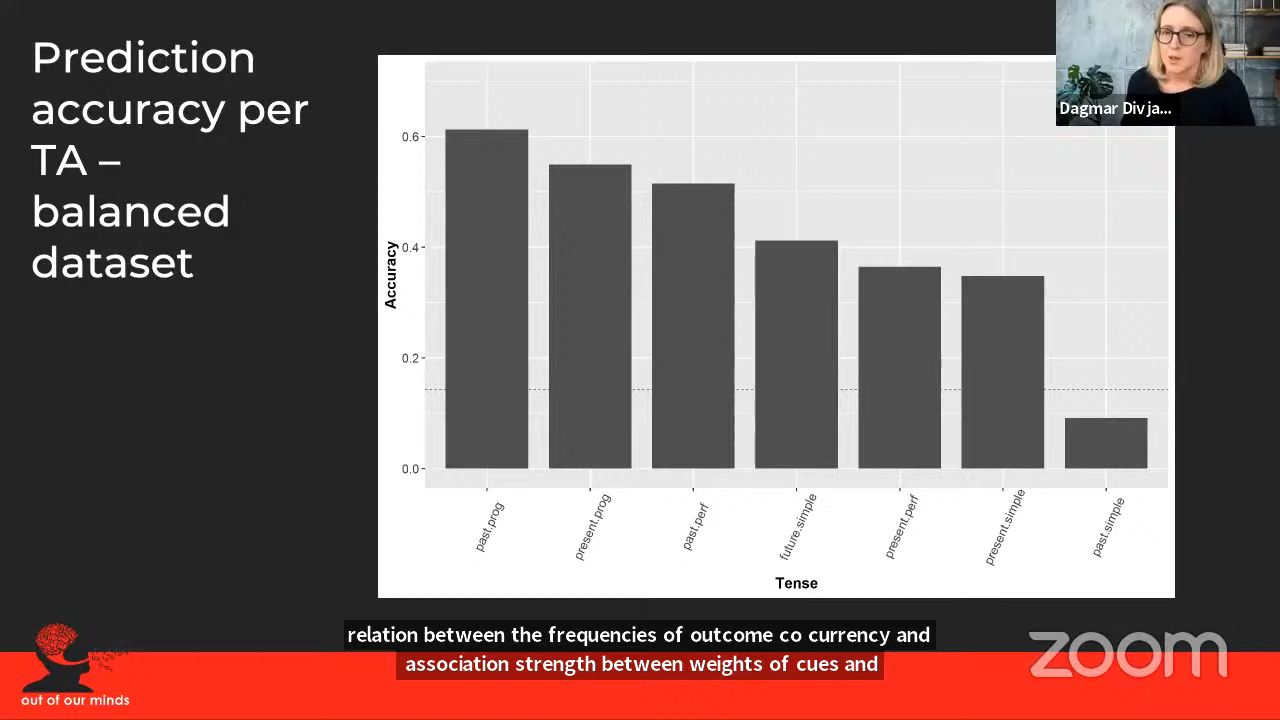 Prediction
accuracy per
TA –
balanced
dataset
Dagmar Divja...
Accuracy
0.6
0.4
0.2
0.0
past.prog
present.prog
past.perf
future.simple
present.perf
present.simple
past.simple
Tense
relation between the frequencies of outcome co currency and
association strength between weights of cues and
out of our minds
zoom